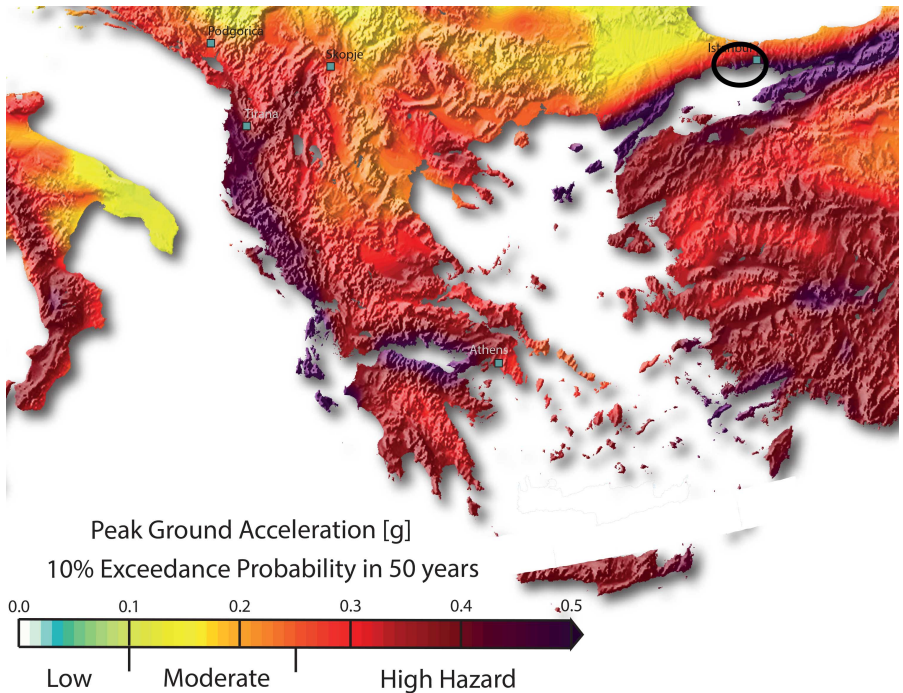 Podgorica
Skopje
Istanbul
Tirana
Athens
Peak Ground Acceleration [g]
10% Exceedance Probability in 50 years
0.0 0.1 0.2 0.3 0.4 0.5
Low Moderate High Hazard